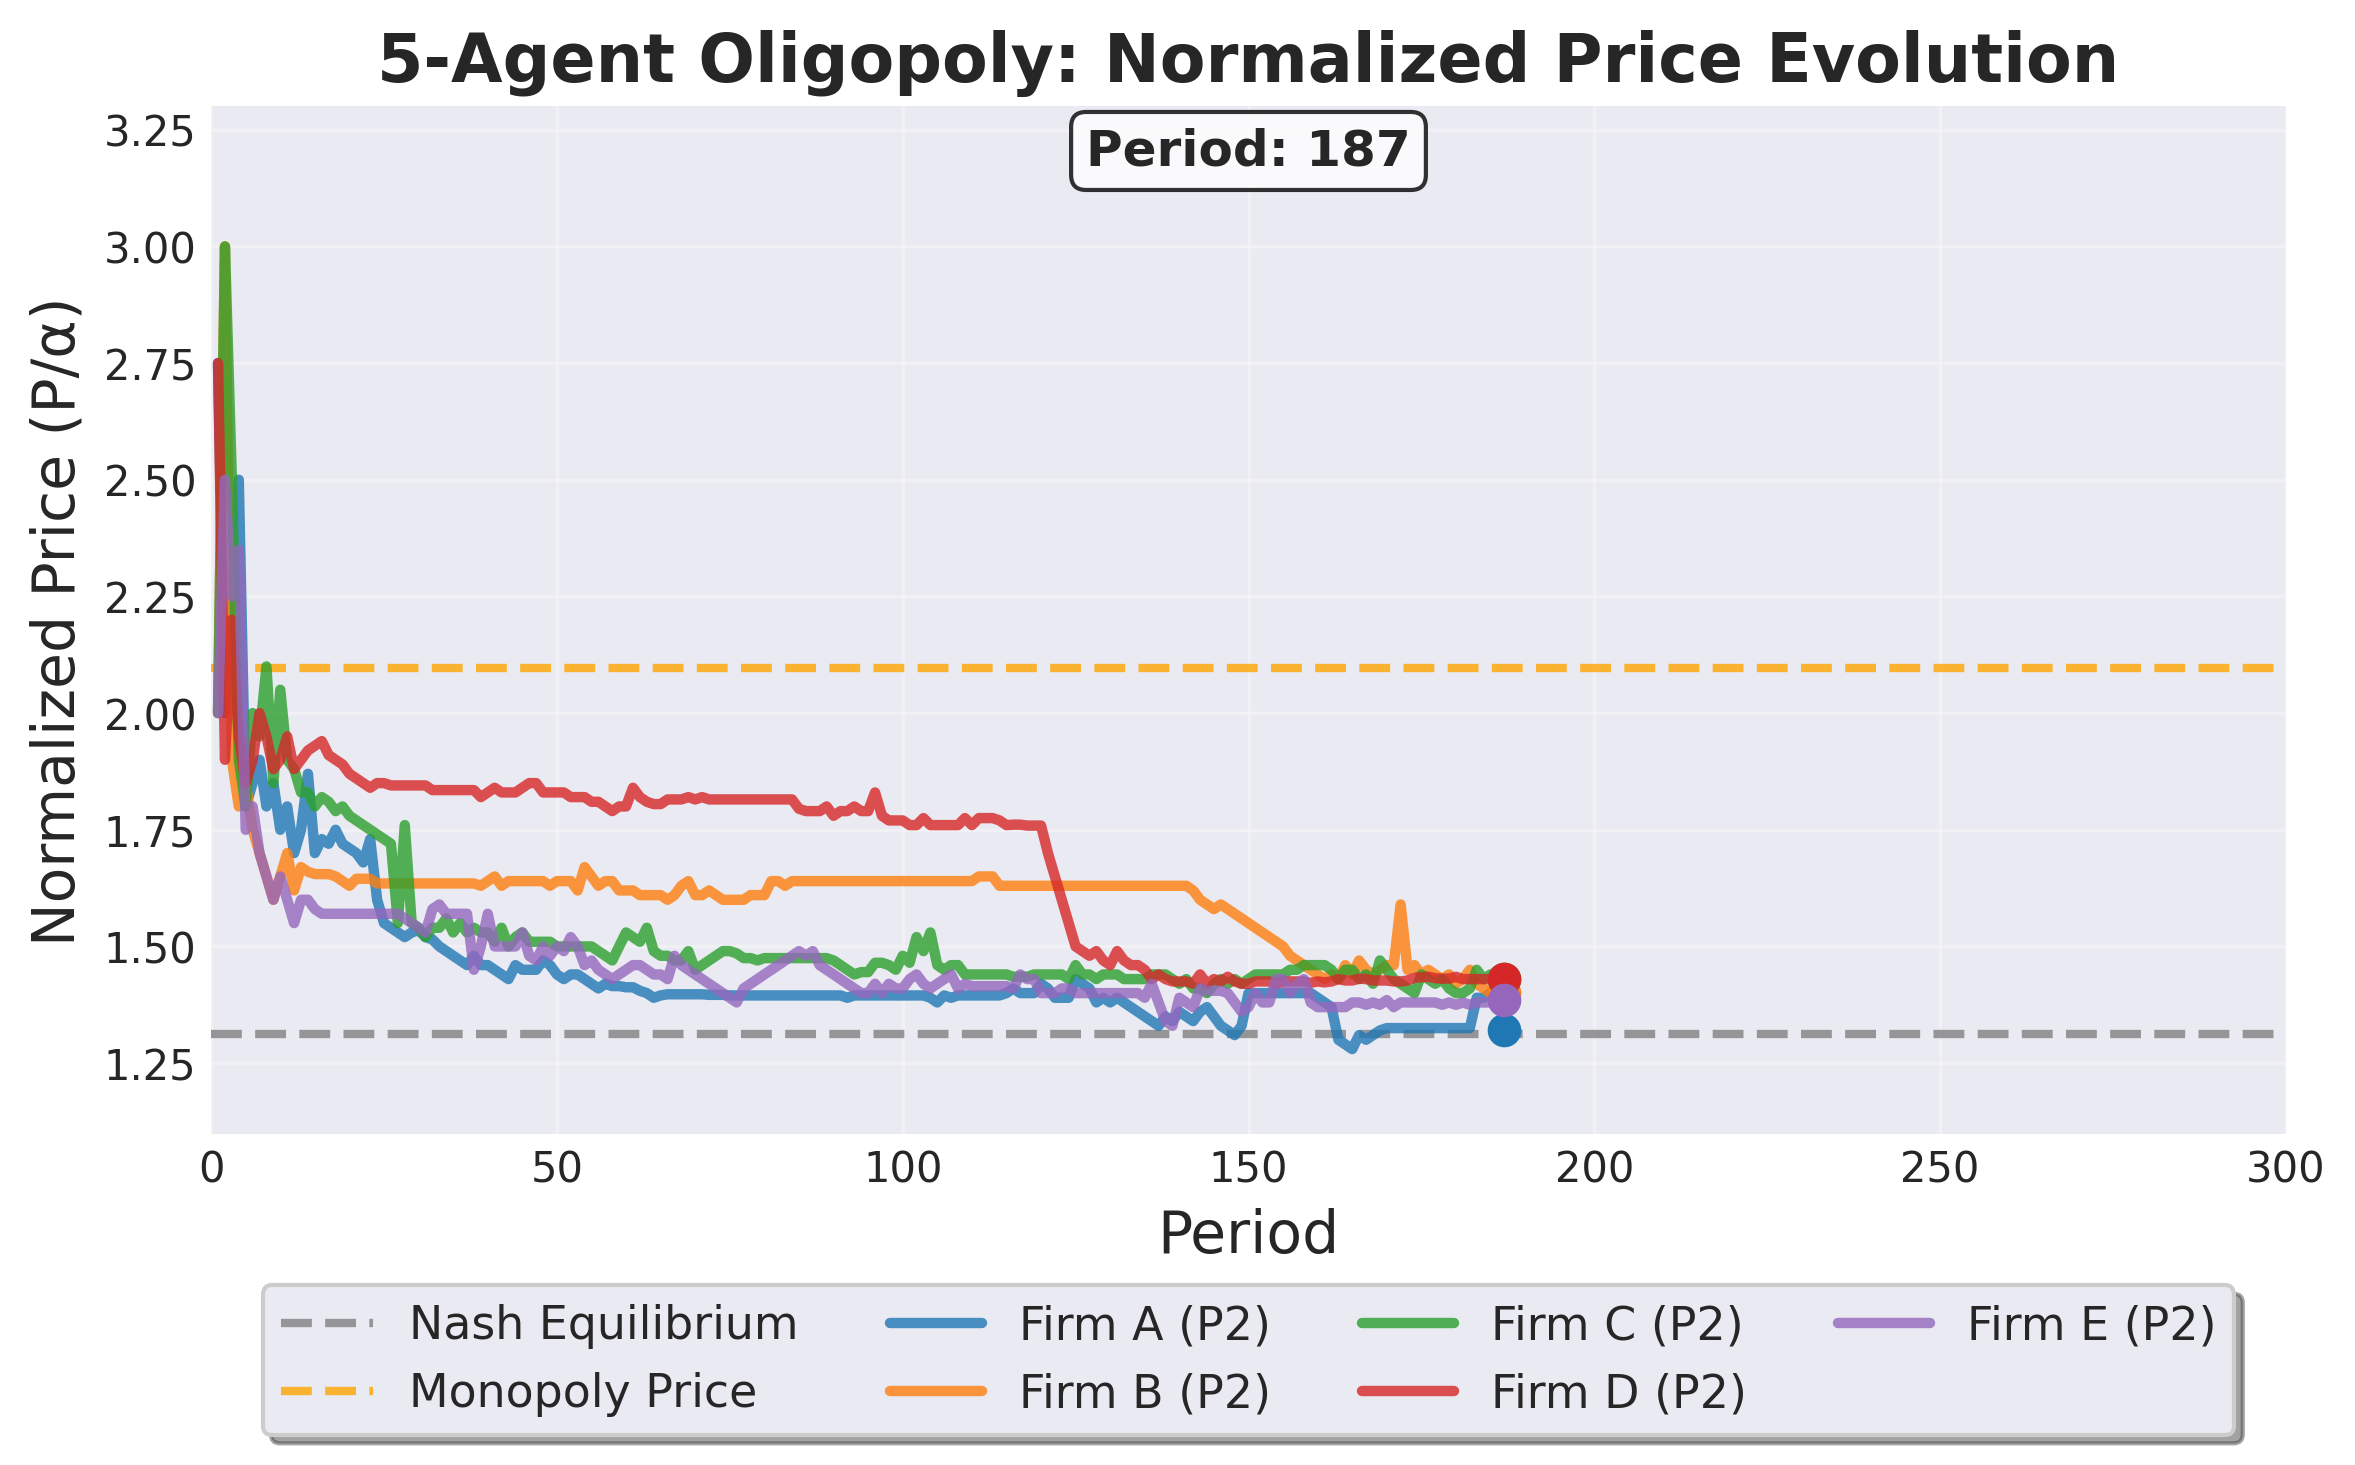 5-Agent Oligopoly: Normalized Price Evolution
Period: 187
Normalized Price (P/α)
3.25
3.00
2.75
2.50
2.25
2.00
1.75
1.50
1.25
0 50 100 150 200 250 300
Period
Nash Equilibrium Firm A (P2) Firm C (P2) Firm E (P2)
Monopoly Price Firm B (P2) Firm D (P2)